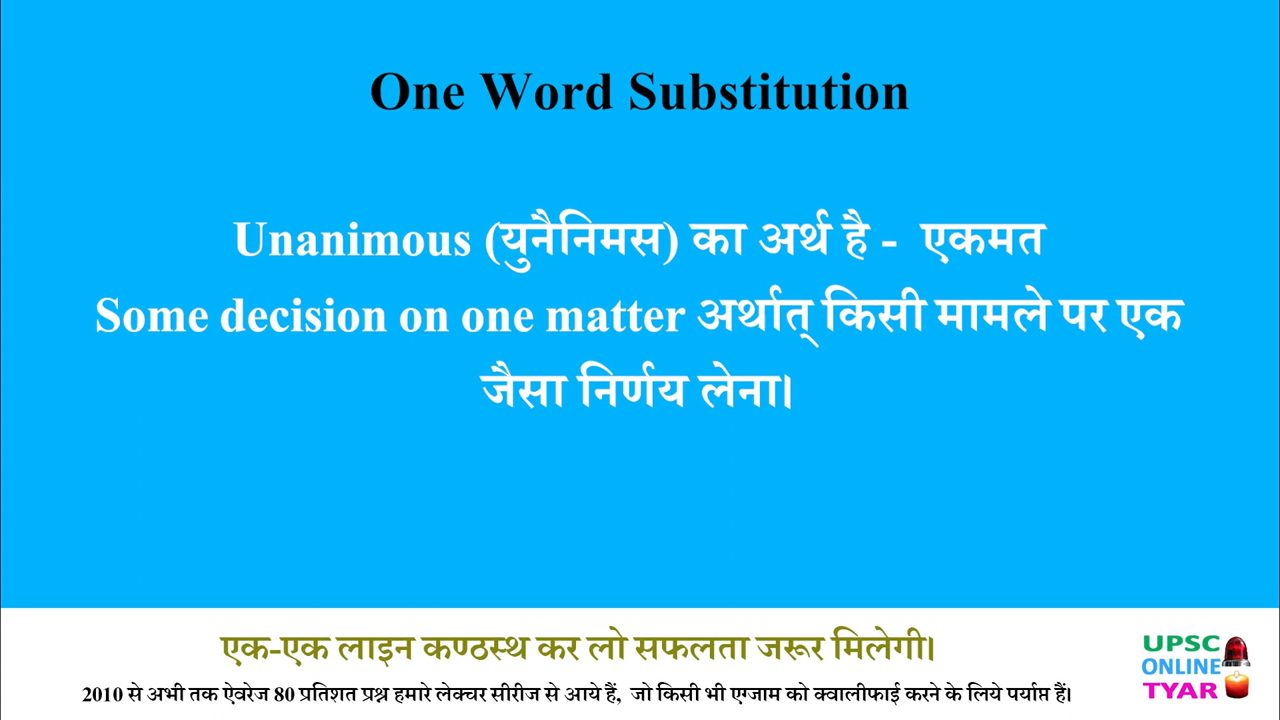 One Word Substitution
Unanimous (युनैनिमस) का अर्थ है - एकमत
Some decision on one matter अर्थात् किसी मामले पर एक
जैसा निर्णय लेना।
एक-एक लाइन कण्ठस्थ कर लो सफलता जरूर मिलेगी।
2010 से अभी तक ऐवरेज 80 प्रतिशत प्रश्न हमारे लेक्चर सीरीज से आये हैं, जो किसी भी एग्जाम को क्वालीफाई करने के लिये पर्याप्त हैं।
UPSC
ONLINE
TYAR